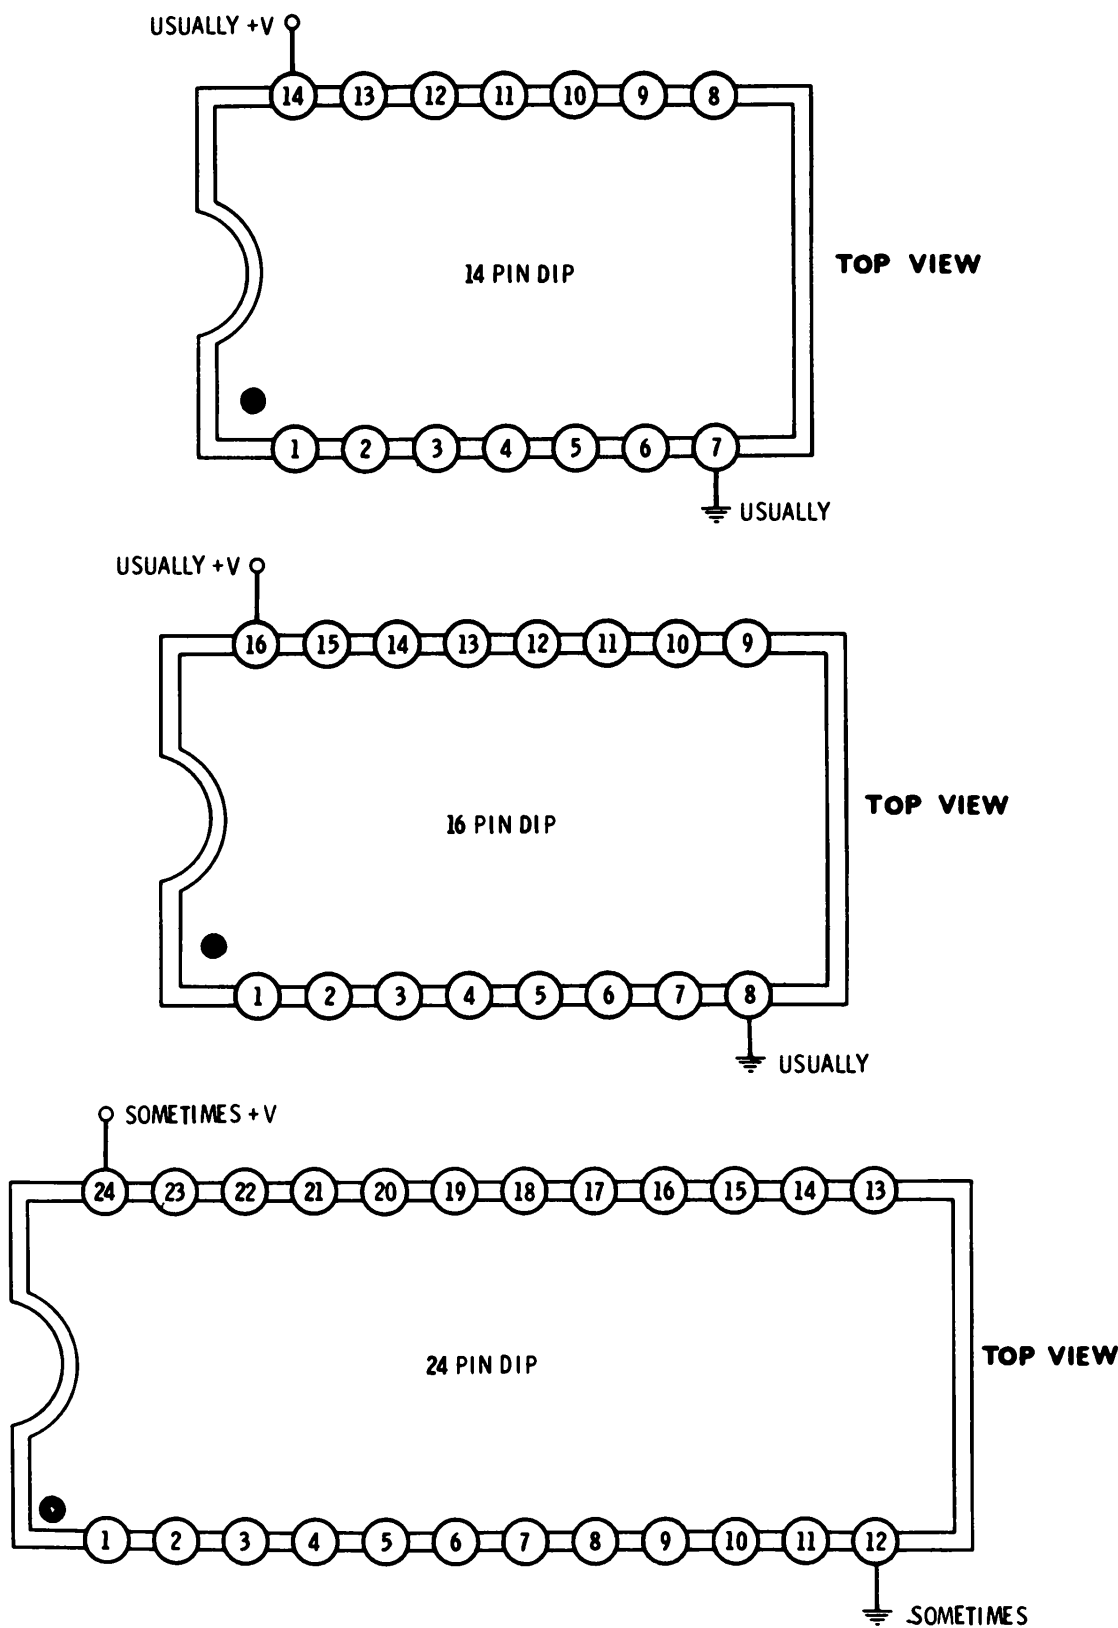 USUALLY +V
14 13 12 11 10 9 8
14 PIN DIP
TOP VIEW
1 2 3 4 5 6 7
USUALLY
USUALLY +V
16 15 14 13 12 11 10 9
16 PIN DIP
TOP VIEW
1 2 3 4 5 6 7 8
USUALLY
SOMETIMES +V
24 23 22 21 20 19 18 17 16 15 14 13
24 PIN DIP
TOP VIEW
1 2 3 4 5 6 7 8 9 10 11 12
SOMETIMES